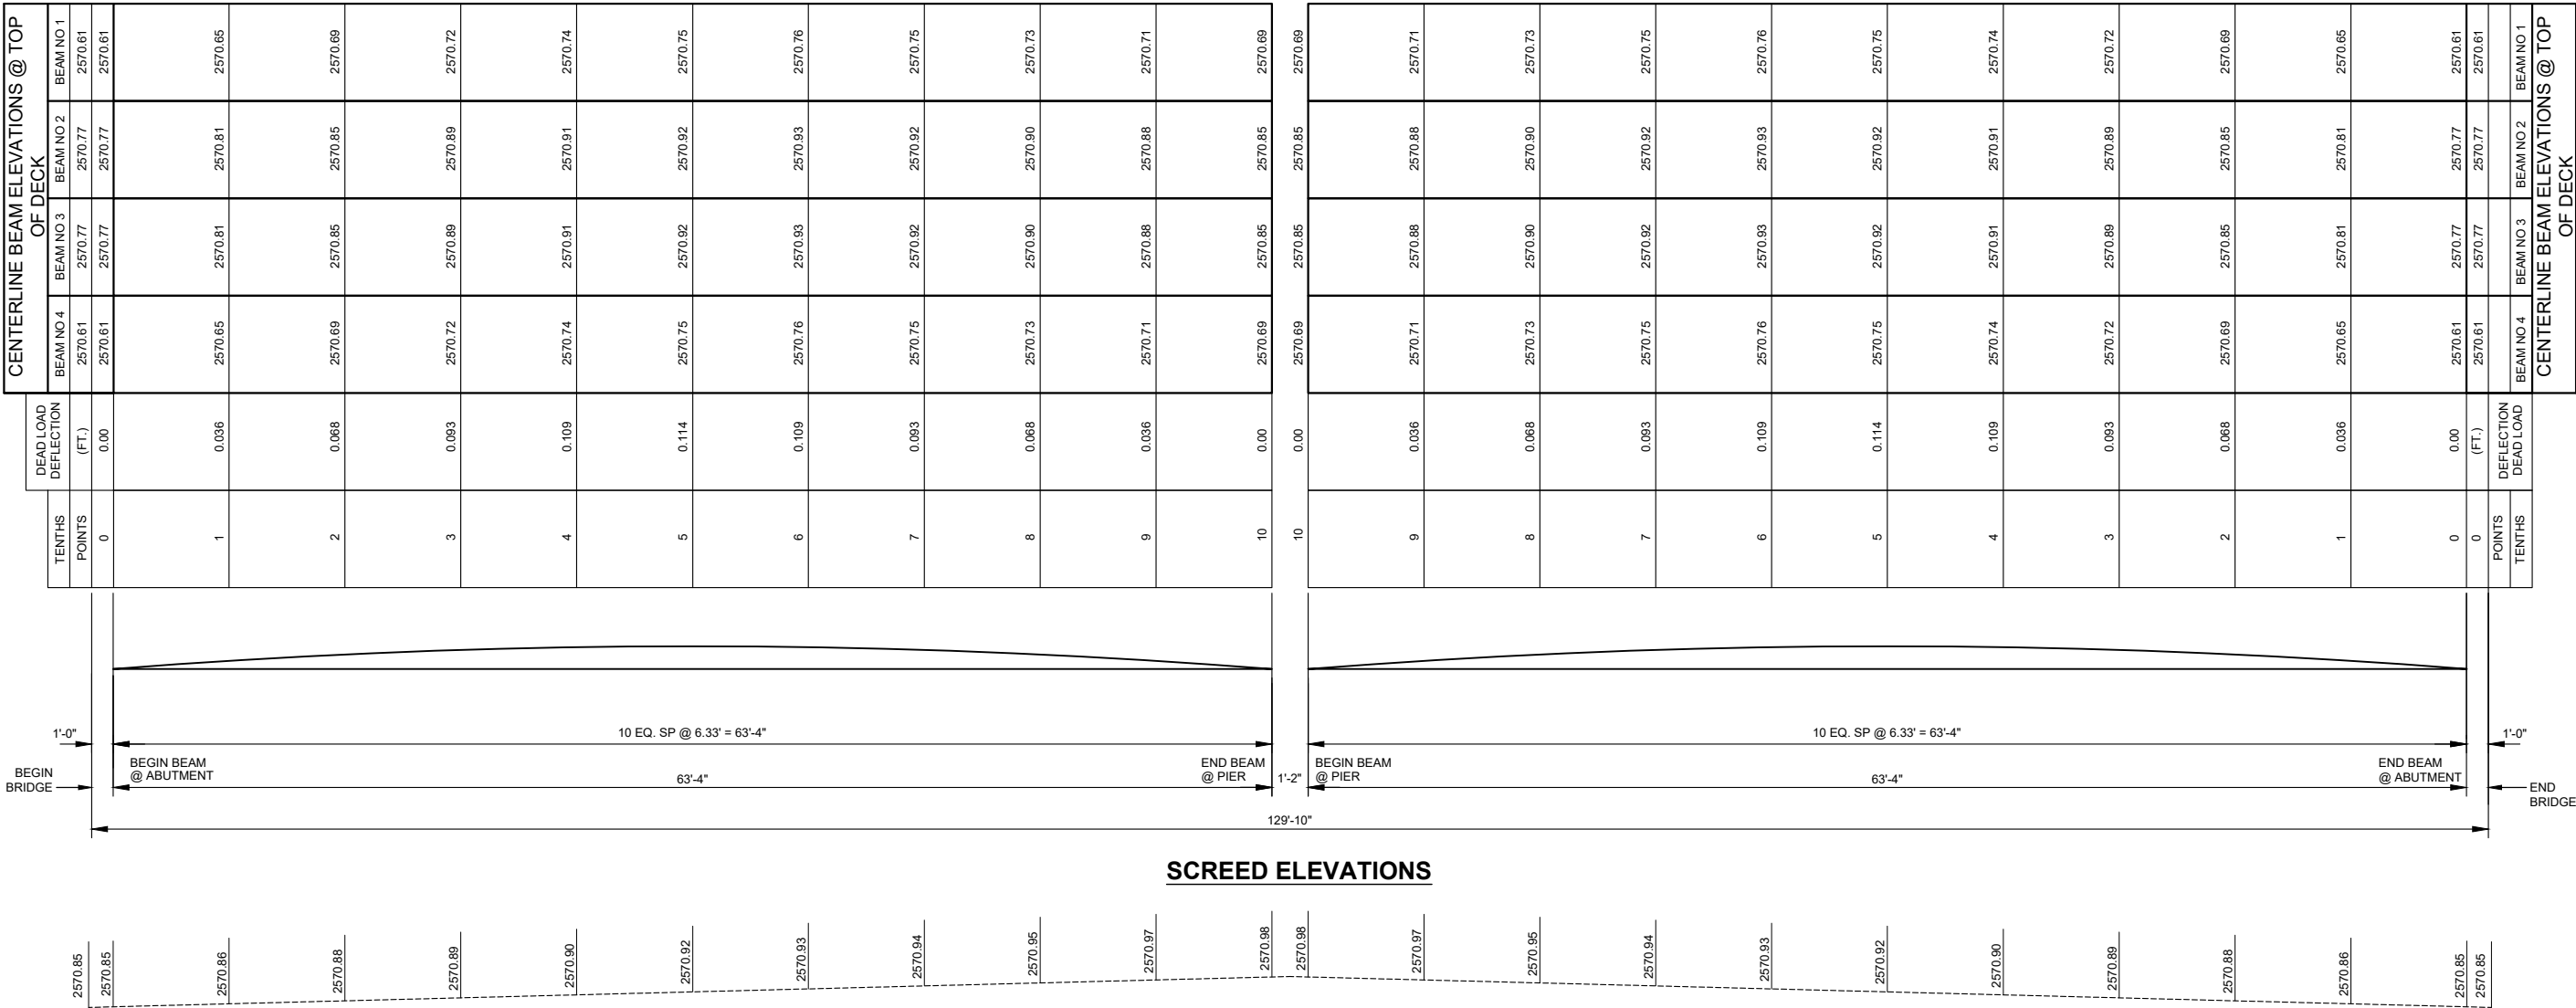 CENTERLINE BEAM ELEVATIONS @ TOP
OF DECK
BEAM NO 1 2570.61 2570.61 2570.65 2570.69 2570.72 2570.74 2570.75 2570.76 2570.75 2570.73 2570.71 2570.69 2570.69 2570.71 2570.73 2570.75 2570.76 2570.75 2570.74 2570.72 2570.69 2570.65 2570.61 2570.61 BEAM NO 1
BEAM NO 2 2570.77 2570.77 2570.81 2570.85 2570.89 2570.91 2570.92 2570.93 2570.92 2570.90 2570.88 2570.85 2570.85 2570.88 2570.90 2570.92 2570.93 2570.92 2570.91 2570.89 2570.85 2570.81 2570.77 2570.77 BEAM NO 2
BEAM NO 3 2570.77 2570.77 2570.81 2570.85 2570.89 2570.91 2570.92 2570.93 2570.92 2570.90 2570.88 2570.85 2570.85 2570.88 2570.90 2570.92 2570.93 2570.92 2570.91 2570.89 2570.85 2570.81 2570.77 2570.77 BEAM NO 3
BEAM NO 4 2570.61 2570.61 2570.65 2570.69 2570.72 2570.74 2570.75 2570.76 2570.75 2570.73 2570.71 2570.69 2570.69 2570.71 2570.73 2570.75 2570.76 2570.75 2570.74 2570.72 2570.69 2570.65 2570.61 2570.61 BEAM NO 4
CENTERLINE BEAM ELEVATIONS @ TOP
OF DECK
DEAD LOAD
DEFLECTION
(FT.) 0.00 0.036 0.068 0.093 0.109 0.114 0.109 0.093 0.068 0.036 0.00 0.00 0.036 0.068 0.093 0.109 0.114 0.109 0.093 0.068 0.036 0.00 (FT.)
DEFLECTION
DEAD LOAD
TENTHS
POINTS
0 1 2 3 4 5 6 7 8 9 10 10 9 8 7 6 5 4 3 2 1 0 0
POINTS
TENTHS
1'-0" 10 EQ. SP @ 6.33' = 63'-4" 10 EQ. SP @ 6.33' = 63'-4" 1'-0"
BEGIN
BRIDGE
BEGIN BEAM
@ ABUTMENT
63'-4"
END BEAM
@ PIER
1'-2"
BEGIN BEAM
@ PIER
63'-4"
END BEAM
@ ABUTMENT
END
BRIDGE
129'-10"
SCREED ELEVATIONS
2570.85 2570.85 2570.86 2570.88 2570.89 2570.90 2570.92 2570.93 2570.94 2570.95 2570.97 2570.98 2570.98 2570.97 2570.95 2570.94 2570.93 2570.92 2570.90 2570.89 2570.88 2570.86 2570.85 2570.85